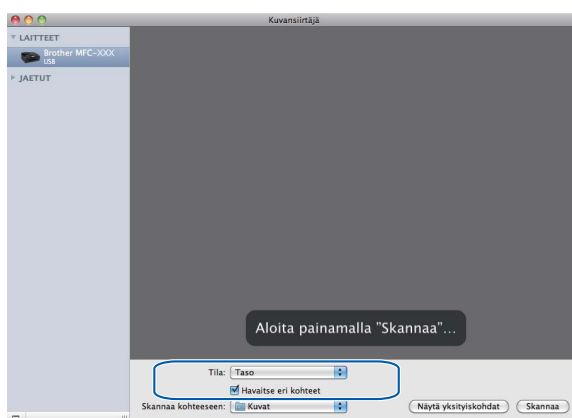 Kuvansiirtäjä
LAITTEET
Brother MFC-XXX
USB
JAETUT
Aloita painamalla "Skannaa"...
Tila: Taso
Havaitse eri kohteet
Skannaa kohteeseen: Kuvat
Näytä yksityiskohdat
Skannaa